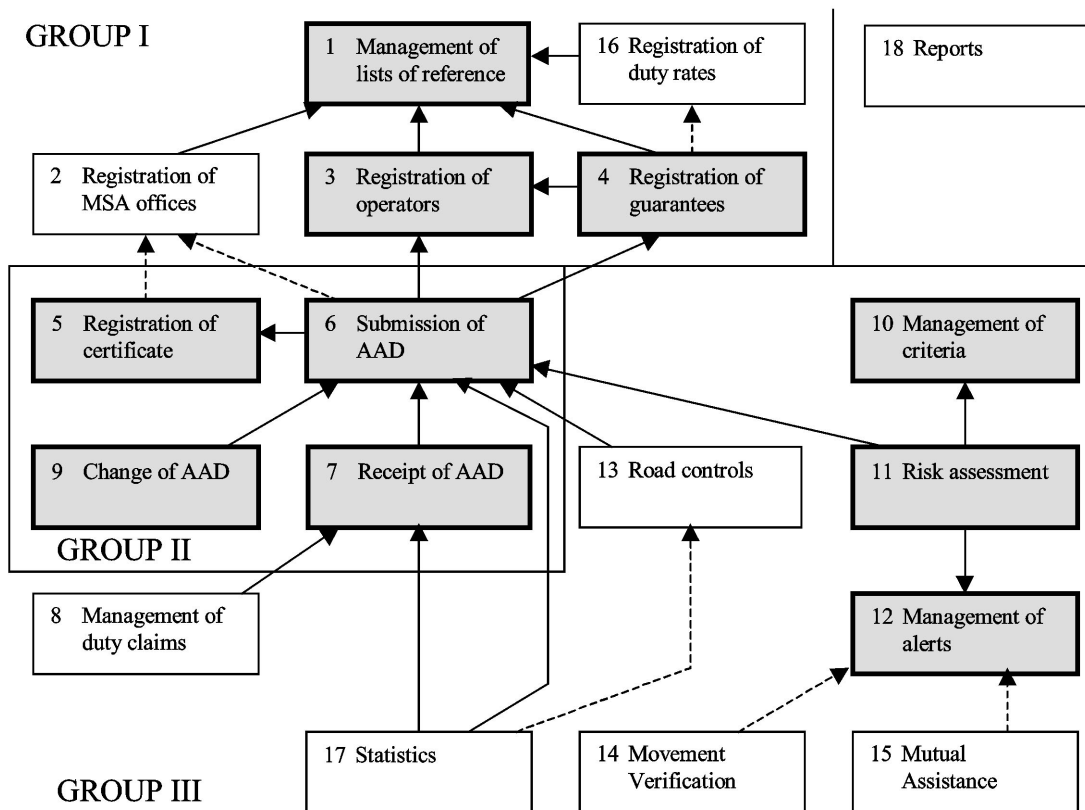 GROUP I
1 Management of
lists of reference
16 Registration of
duty rates
18 Reports
2 Registration of
MSA offices
3 Registration of
operators
4 Registration of
guarantees
5 Registration of
certificate
6 Submission of
AAD
10 Management of
criteria
9 Change of AAD
7 Receipt of AAD
13 Road controls
11 Risk assessment
GROUP II
8 Management of
duty claims
12 Management of
alerts
17 Statistics
14 Movement
Verification
15 Mutual
Assistance
GROUP III